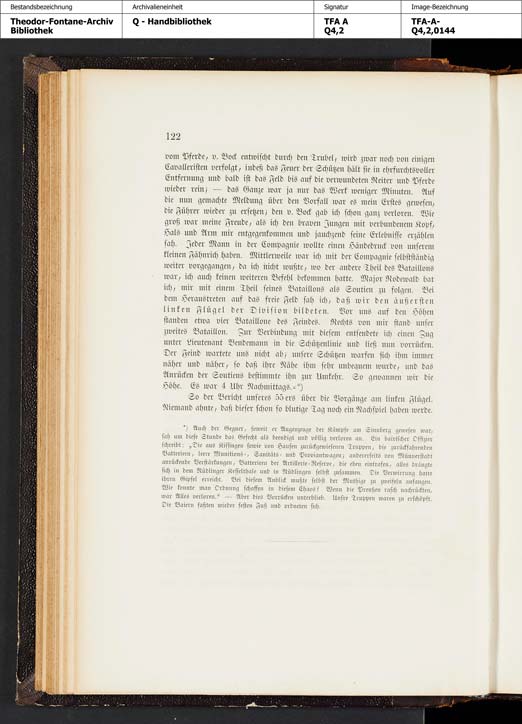 Bestandsbezeichnung
Archivalieneinheit
Signatur
Image-Bezeichnung
Theodor-Fontane-Archiv
Bibliothek
Q - Handbibliothek
TFA A
Q4,2
TFA-A-
Q4,2,0144
122
vom Pferde, v. Bock entwischt durch den Trubel, wird zwar noch von einigen
Cavalleristen verfolgt, indeß das Feuer der Schützen hält sie in ehrfurchtsvoller
Entfernung und bald ist das Feld bis auf die verwundeten Reiter und Pferde
wieder rein; — das Ganze war ja nur das Werk weniger Minuten. Auf
die nun gemachte Meldung über den Vorfall war es mein Erstes gewesen,
die Führer wieder zu ersetzen; den v. Bock gab ich schon ganz verloren. Wie
groß war meine Freude, als ich den braven Jungen mit verbundenem Kopf,
Hals und Arm mir entgegenkommen und jauchzend seine Erlebnisse erzählen
sah. Jeder Mann in der Compagnie wollte einen Händedruck von unserem
kleinen Fähnrich haben. Mittlerweile war ich mit der Compagnie selbstständig
weiter vorgegangen, da ich nicht wußte, wo der andere Theil des Bataillons
war, ich auch keinen weiteren Befehl bekommen hatte. Major Rodewald bat
ich, mir mit einem Theil seines Bataillons als Soutien zu folgen. Bei
dem Heraustreten auf das freie Feld sah ich, daß wir den äußersten
linken Flügel der Division bildeten. Vor uns auf den Höhen
standen etwa vier Bataillone des Feindes. Rechts von mir stand unser
zweites Bataillon. Zur Verbindung mit diesem entsendete ich einen Zug
unter Lieutenant Bendemann in die Schützenlinie und ließ nun vorrücken.
Der Feind wartete uns nicht ab; unsere Schützen warfen sich ihm immer
näher und näher, so daß ihre Nähe ihm sehr unbequem wurde, und das
Anrücken der Soutiens bestimmte ihn zur Umkehr. So gewannen wir die
Höhe. Es war 4 Uhr Nachmittags.«*)
So der Bericht unseres 55ers über die Vorgänge am linken Flügel.
Niemand ahnte, daß dieser schon so blutige Tag noch ein Nachspiel haben werde.
*) Auch der Gegner, soweit er Augenzeuge der Kämpfe am Sinnberg gewesen war,
sah um diese Stunde das Gefecht als beendigt und völlig verloren an. Ein bairischer Offizier
schreibt: „Die aus Kissingen sowie von Hausen zurückgewiesenen Truppen, die zurückfahrenden
Batterieen, leere Munitions-, Sanitäts- und Proviantwagen; andererseits von Münnerstadt
anrückende Verstärkungen, Batterieen der Artillerie-Reserve, die eben eintrafen, alles drängte
sich in dem Nüdlinger Kesselthale und in Nüdlingen selbst zusammen. Die Verwirrung hatte
ihren Gipfel erreicht. Bei diesem Anblick mußte selbst der Muthige zu zweifeln anfangen.
Wie konnte man Ordnung schaffen in diesem Chaos! Wenn die Preußen rasch nachrückten,
war Alles verloren.“ — Aber dies Vorrücken unterblieb. Unser Truppen waren zu erschöpft.
Die Baiern faßten wieder festen Fuß und ordneten sich.